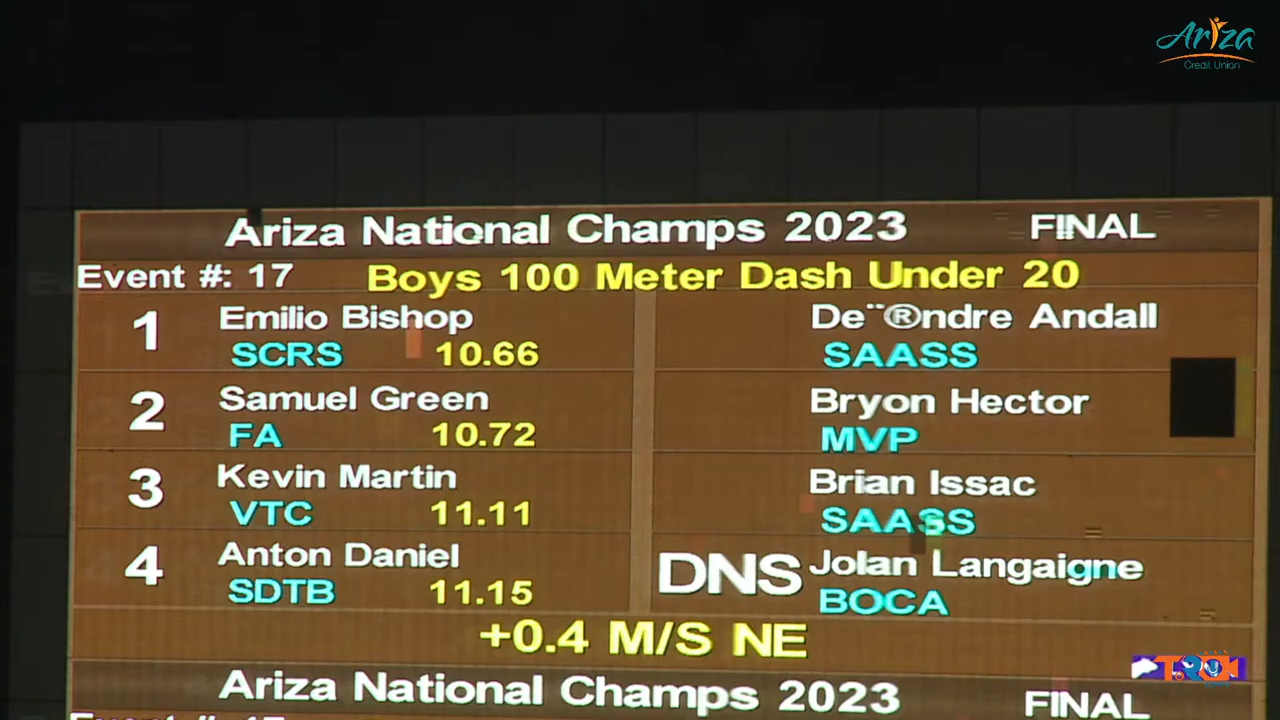 Ariza
Credit Union
Ariza National Champs 2023 FINAL
Event #: 17 Boys 100 Meter Dash Under 20
1 Emilio Bishop
SCRS 10.66
2 Samuel Green
FA 10.72
3 Kevin Martin
VTC 11.11
4 Anton Daniel
SDTB 11.15
De¨®ndre Andall
SAASS
Bryon Hector
MVP
Brian Issac
SAASS
DNS Jolan Langaigne
BOCA
+0.4 M/S NE
Ariza National Champs 2023 FINAL
Event #: 17